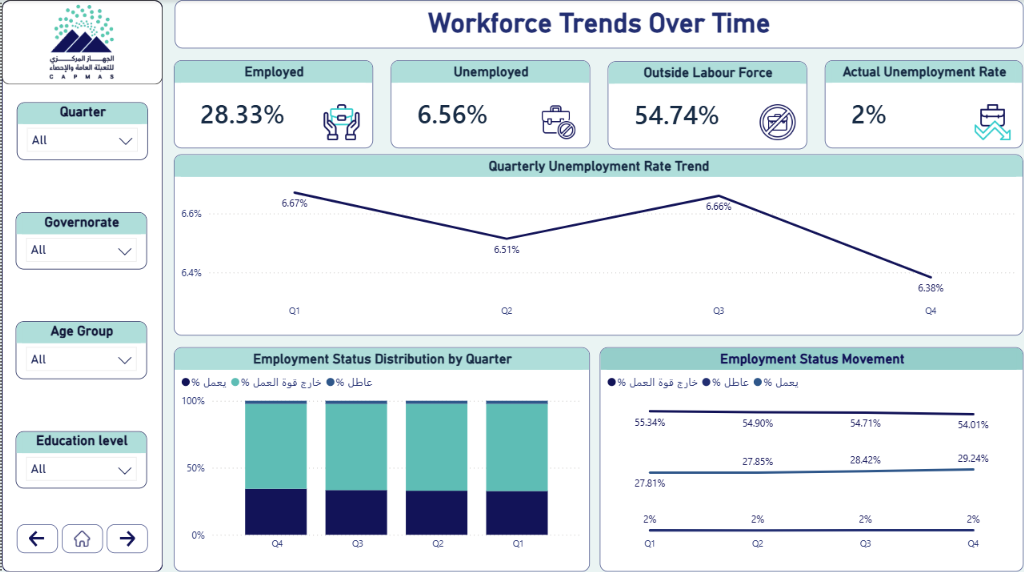 الجهـاز المركـــزي
للتعبئة العامة والإحصاء
C A P M A S
Workforce Trends Over Time
Quarter
All
Governorate
All
Age Group
All
Education level
All
Employed
28.33%
Unemployed
6.56%
Outside Labour Force
54.74%
Actual Unemployment Rate
2%
Quarterly Unemployment Rate Trend
6.6%
6.4%
6.67%
6.51%
6.66%
6.38%
Q1 Q2 Q3 Q4
Employment Status Distribution by Quarter
% يعمل % خارج قوة العمل % عاطل
100%
50%
0%
Q4 Q3 Q2 Q1
Employment Status Movement
% خارج قوة العمل % عاطل % يعمل
55.34% 54.90% 54.71% 54.01%
27.81% 27.85% 28.42% 29.24%
2% 2% 2% 2%
Q1 Q2 Q3 Q4